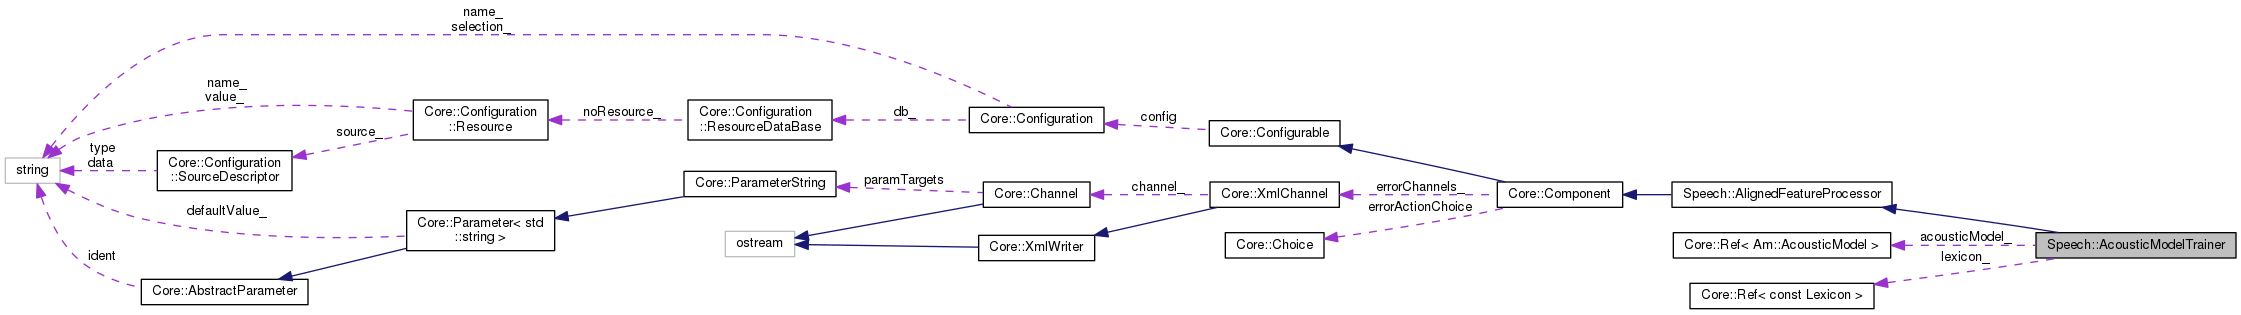 name_
selection_
name_
value_
Core::Configuration
::Resource
noResource_
Core::Configuration
::ResourceDataBase
db_
Core::Configuration
config
Core::Configurable
source_
type
data
string
Core::Configuration
::SourceDescriptor
Core::ParameterString
paramTargets
Core::Channel
channel_
Core::XmlChannel
errorChannels_
errorActionChoice
Core::Component
Speech::AlignedFeatureProcessor
defaultValue_
Core::Parameter< std
::string >
ostream
Core::XmlWriter
Core::Choice
Core::Ref< Am::AcousticModel >
acousticModel_
lexicon_
Speech::AcousticModelTrainer
ident
Core::AbstractParameter
Core::Ref< const Lexicon >